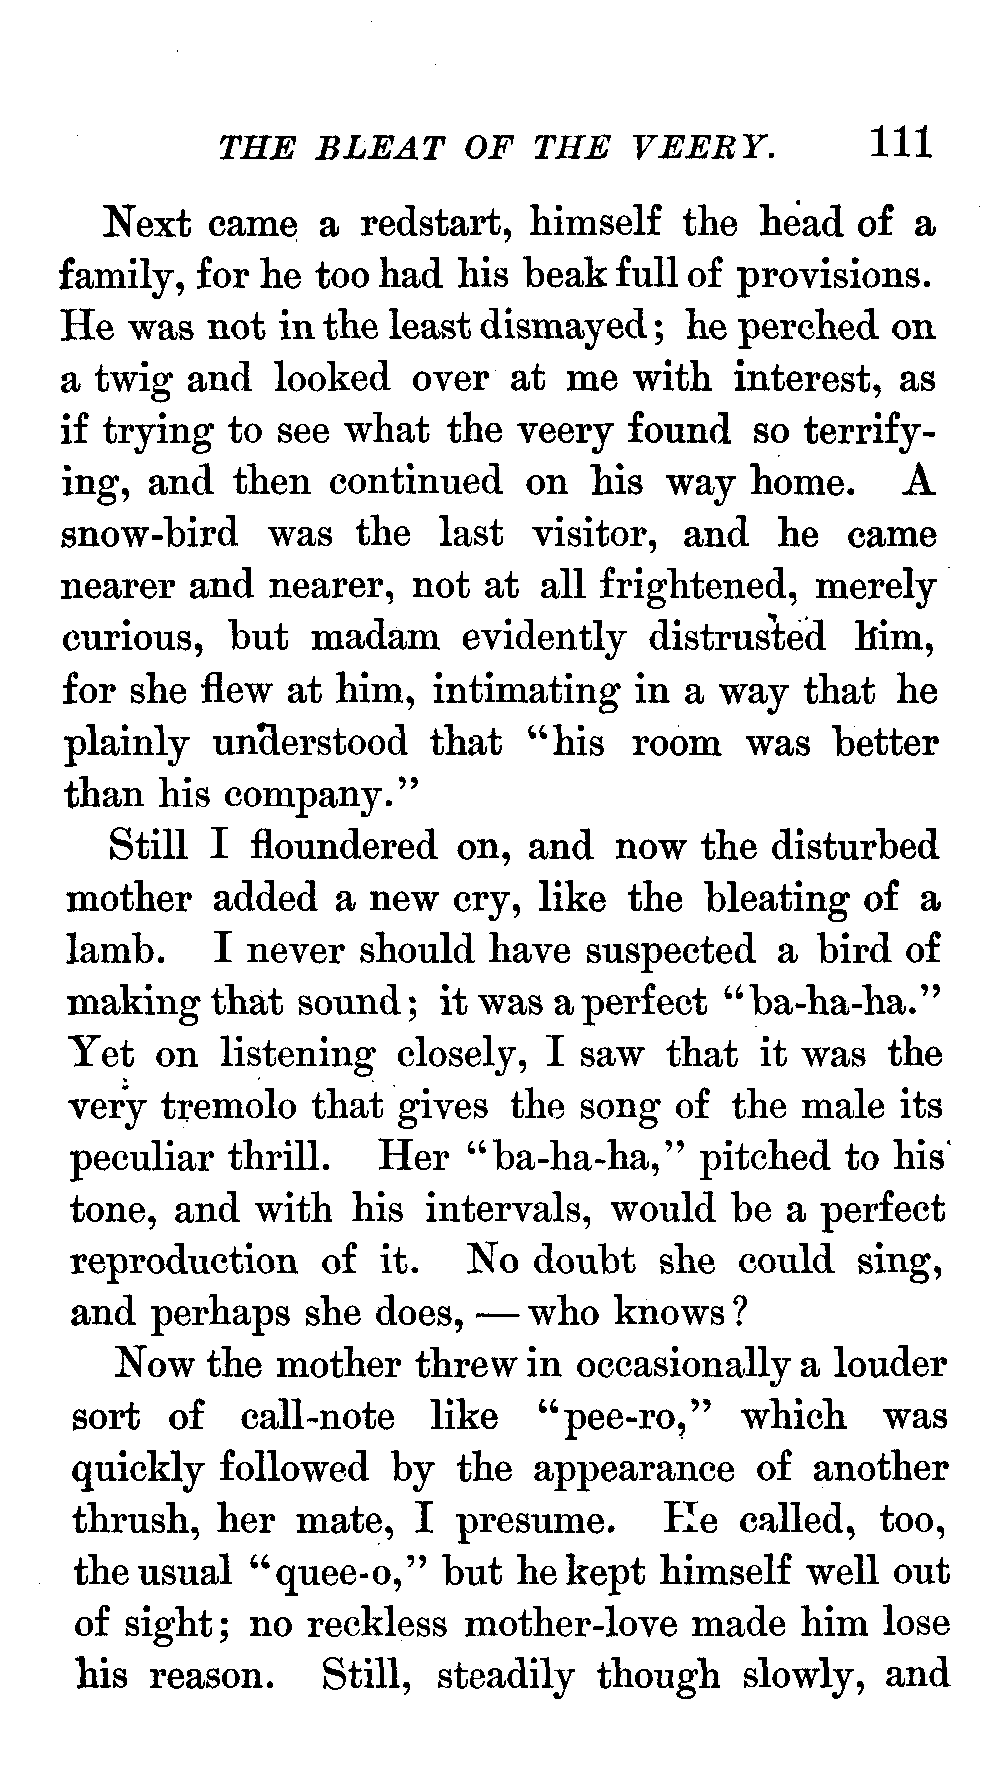 THE BLEAT OF THE VEERY. 111
Next came a redstart, himself the head of a
family, for he too had his beak full of provisions.
He was not in the least dismayed; he perched on
a twig and looked over at me with interest, as
if trying to see what the veery found so terrify-
ing, and then continued on his way home. A
snow-bird was the last visitor, and he came
nearer and nearer, not at all frightened, merely
curious, but madam evidently distrusted him,
for she flew at him, intimating in a way that he
plainly understood that "his room was better
than his company."
Still I floundered on, and now the disturbed
mother added a new cry, like the bleating of a
lamb. I never should have suspected a bird of
making that sound; it was a perfect "ba-ha-ha."
Yet on listening closely, I saw that it was the
very tremolo that gives the song of the male its
peculiar thrill. Her "ba-ha-ha," pitched to his
tone, and with his intervals, would be a perfect
reproduction of it. No doubt she could sing,
and perhaps she does, — who knows?
Now the mother threw in occasionally a louder
sort of call-note like "pee-ro," which was
quickly followed by the appearance of another
thrush, her mate, I presume. He called, too,
the usual "quee-o," but he kept himself well out
of sight; no reckless mother-love made him lose
his reason. Still, steadily though slowly, and